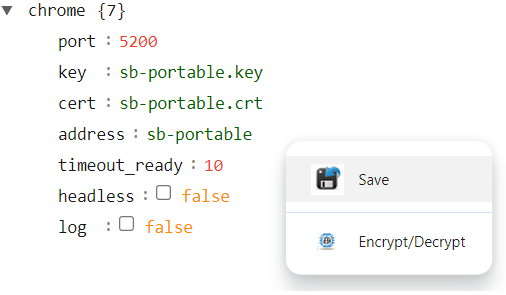 chrome {7}
port : 5200
key : sb-portable.key
cert : sb-portable.crt
address : sb-portable
timeout_ready : 10
headless : false
log : false
Save
Encrypt/Decrypt